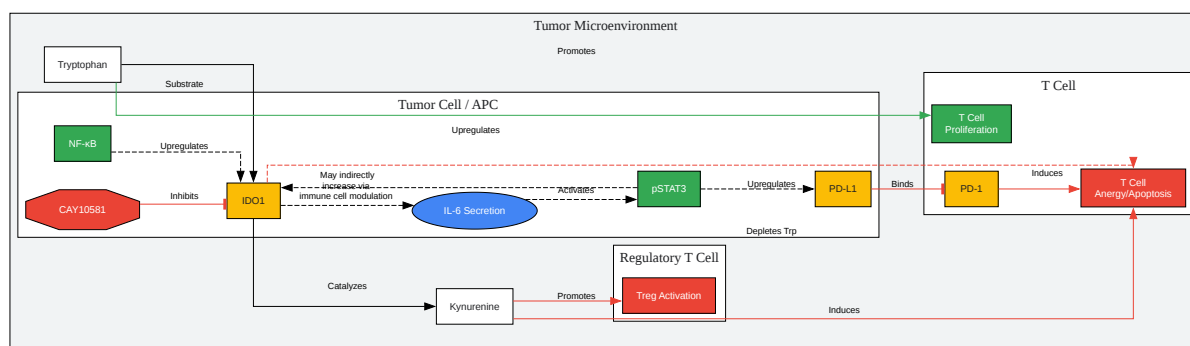 Tumor Microenvironment
Promotes
Tryptophan
Substrate
T Cell
Tumor Cell / APC
T Cell
Proliferation
Upregulates
NF-κB
Upregulates
May indirectly
increase via
immune cell modulation
Activates
pSTAT3
Upregulates
PD-L1
Binds
PD-1
Induces
T Cell
Anergy/Apoptosis
CAY10581
Inhibits
IDO1
IL-6 Secretion
Depletes Trp
Regulatory T Cell
Catalyzes
Kynurenine
Promotes
Treg Activation
Induces